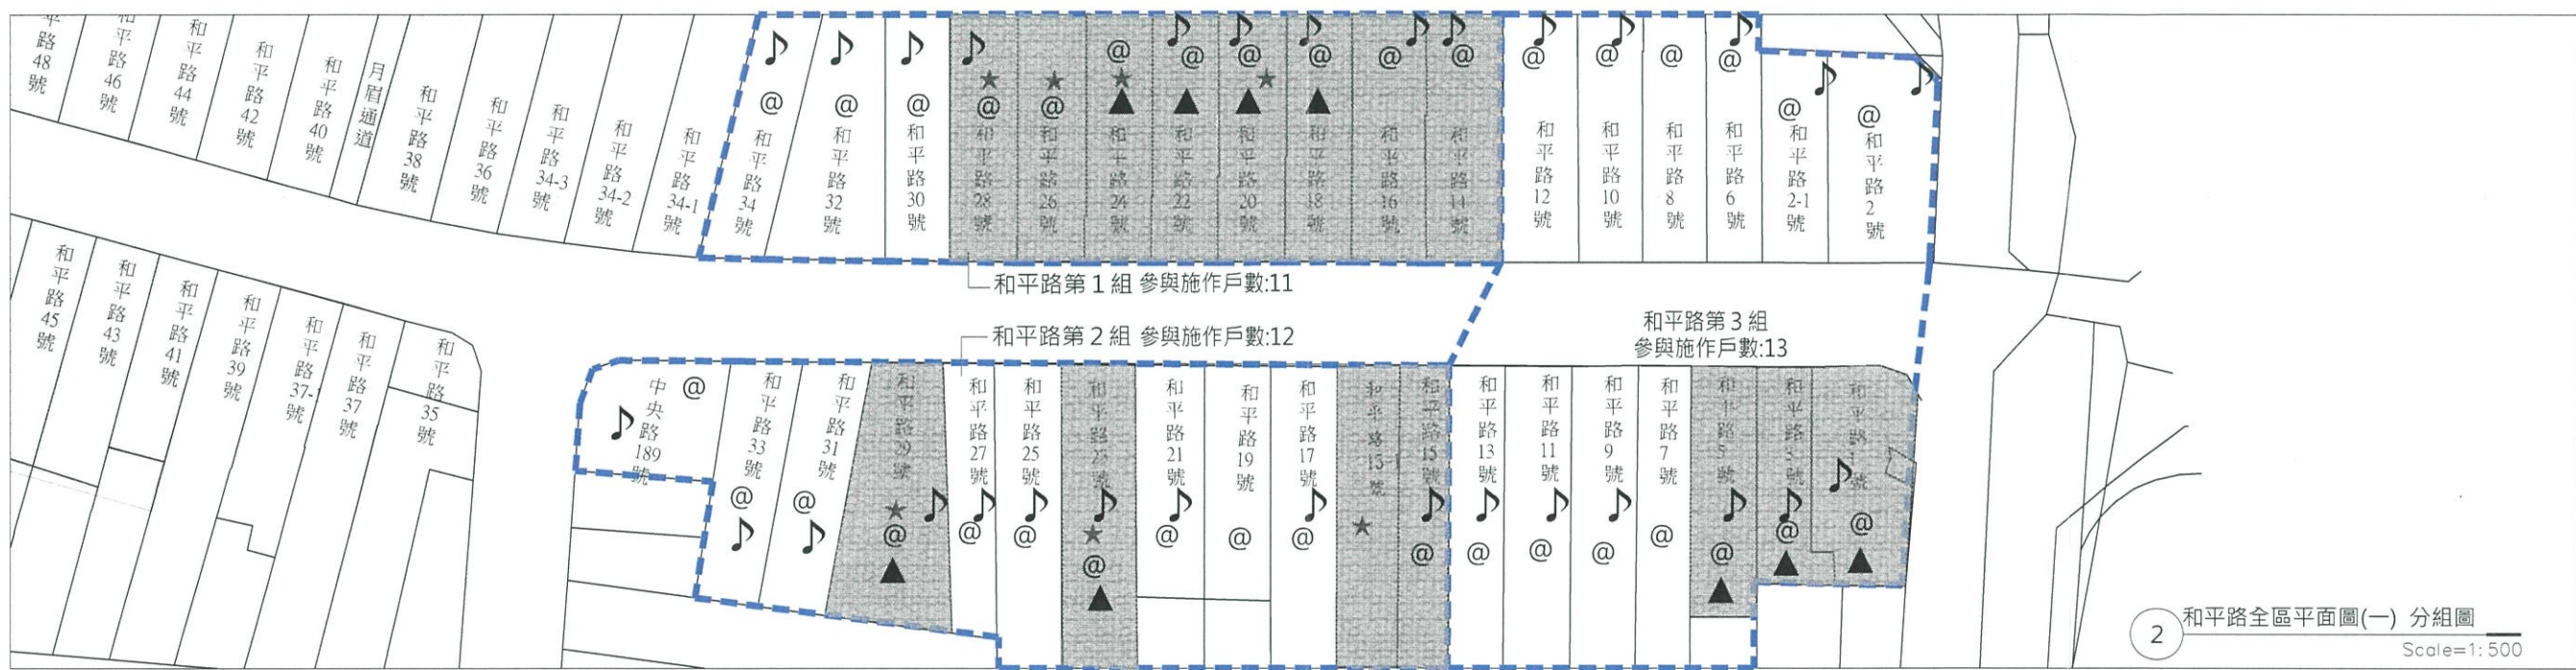 和平路48號
和平路46號
和平路44號
和平路42號
和平路40號
月眉通道
和平路38號
和平路36號
和平路34-3號
和平路34-2號
和平路34-1號
和平路34號
和平路32號
和平路30號
和平路28號
和平路26號
和平路24號
和平路22號
和平路20號
和平路18號
和平路16號
和平路14號
和平路12號
和平路10號
和平路8號
和平路6號
和平路2-1號
和平路2號
和平路第1組 參與施作戶數:11
和平路第2組 參與施作戶數:12
和平路第3組
參與施作戶數:13
和平路45號
和平路43號
和平路41號
和平路39號
和平路37-1號
和平路37號
和平路35號
中央路189號
和平路33號
和平路31號
和平路29號
和平路27號
和平路25號
和平路23號
和平路21號
和平路19號
和平路17號
和平路15-1號
和平路15號
和平路13號
和平路11號
和平路9號
和平路7號
和平路5號
和平路3號
和平路1號
2
和平路全區平面圖(一) 分組圖
Scale=1:500